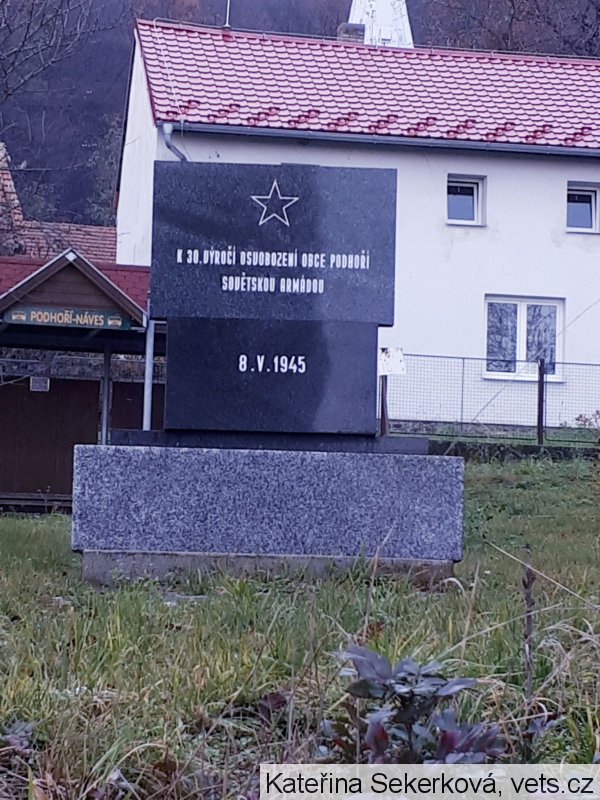 K 30. VÝROČÍ OSVOBOZENÍ OBCE PODHOŘÍ
SOVĚTSKOU ARMÁDOU
PODHOŘÍ-NÁVES
8.V.1945
Kateřina Sekerková, vets.cz